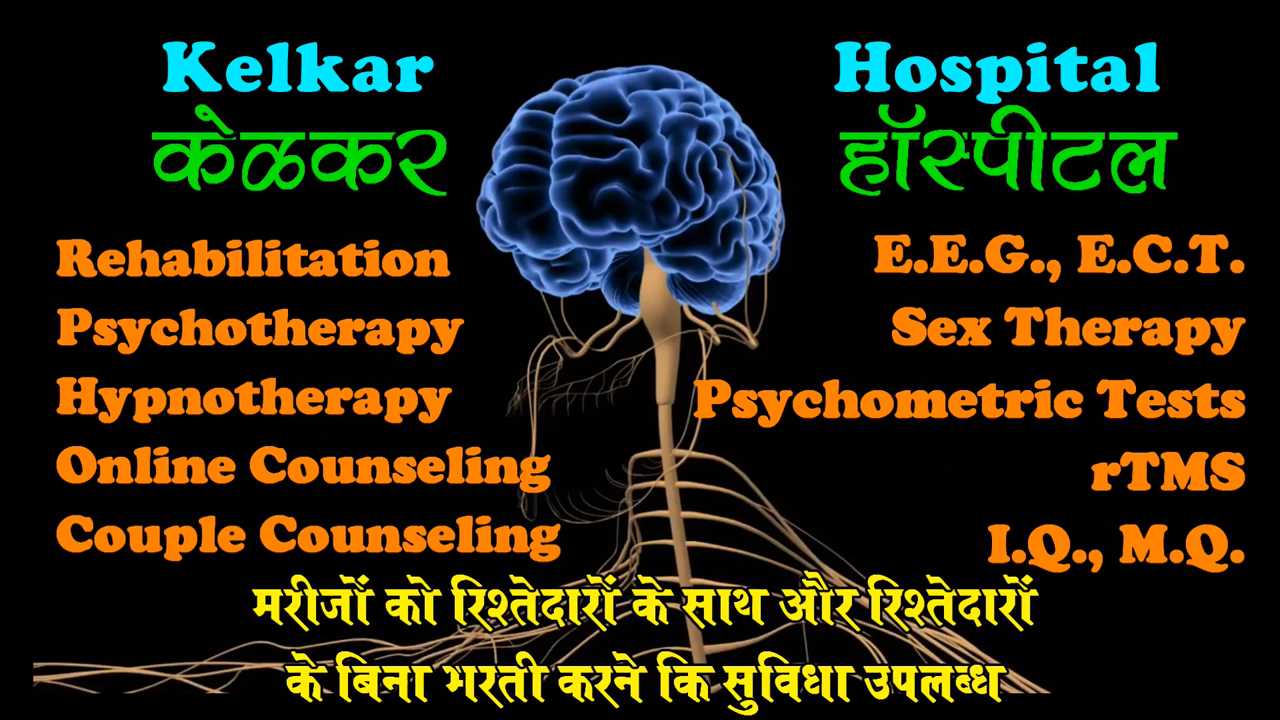 Kelkar Hospital
केळकर हॉस्पीटल
Rehabilitation
Psychotherapy
Hypnotherapy
Online Counseling
Couple Counseling
E.E.G., E.C.T.
Sex Therapy
Psychometric Tests
rTMS
I.Q., M.Q.
मरीजों को रिश्तेदारों के साथ और रिश्तेदारों
के बिना भरती करने कि सुविधा उपलब्ध